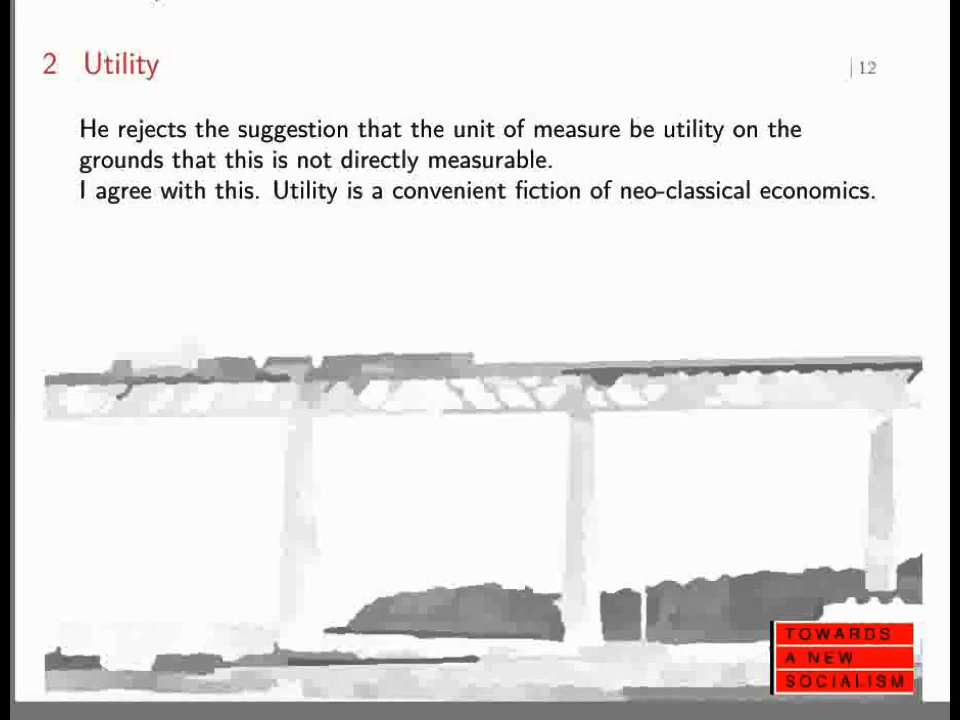 2 Utility
| 12
He rejects the suggestion that the unit of measure be utility on the
grounds that this is not directly measurable.
I agree with this. Utility is a convenient fiction of neo-classical economics.
TOWARDS
A NEW
SOCIALISM